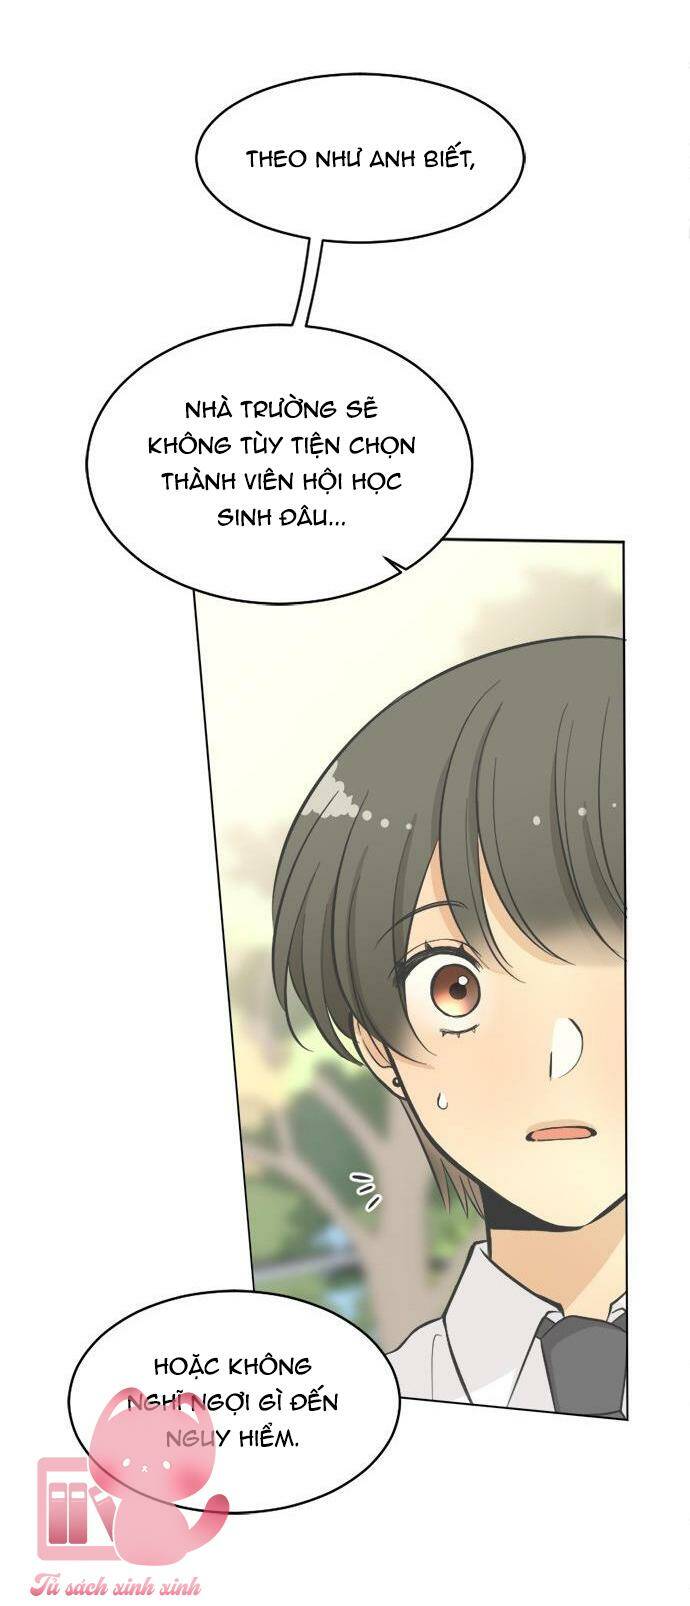 THEO NHƯ ANH BIẾT,
NHÀ TRƯỜNG SẼ
KHÔNG TÙY TIỆN CHỌN
THÀNH VIÊN HỘI HỌC
SINH ĐÂU...
HOẶC KHÔNG
NGHĨ NGỢI GÌ ĐẾN
NGUY HIỂM.
Tủ sách xinh xinh